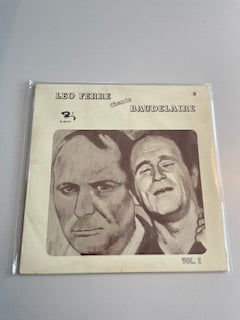 LEO FERRE
chante
BAUDELAIRE
VOL. 2